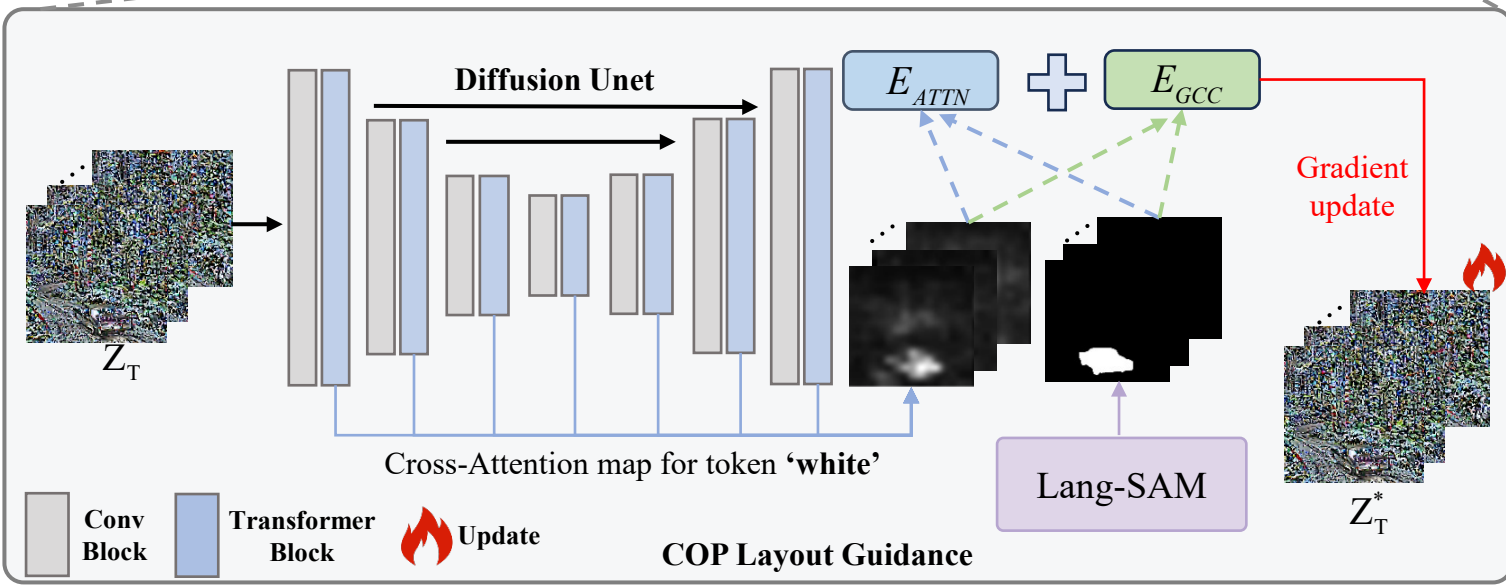 Diffusion Unet
E_ATTN
E_GCC
Gradient
update
Z_T
Cross-Attention map for token ‘white’
Lang-SAM
Z_T^*
Conv
Block
Transformer
Block
Update
COP Layout Guidance